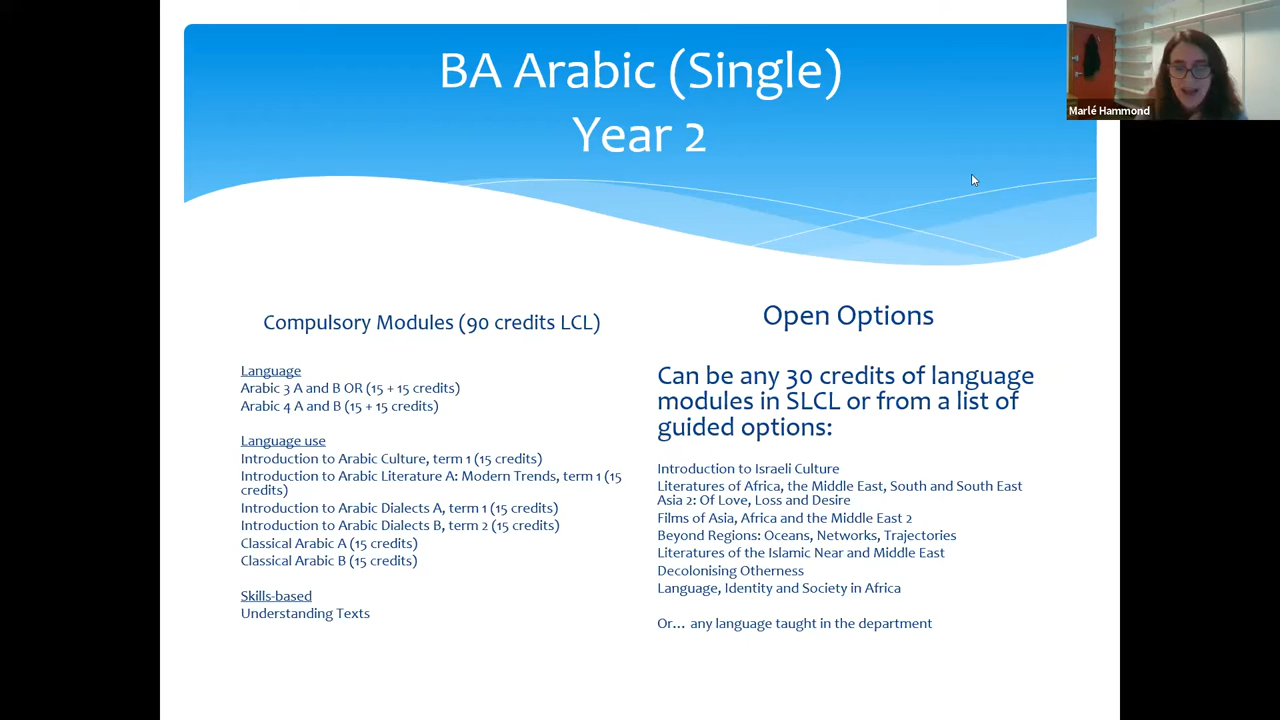 BA Arabic (Single)
Year 2
Marlé Hammond
Compulsory Modules (90 credits LCL)
Language
Arabic 3 A and B OR (15 + 15 credits)
Arabic 4 A and B (15 + 15 credits)
Language use
Introduction to Arabic Culture, term 1 (15 credits)
Introduction to Arabic Literature A: Modern Trends, term 1 (15
credits)
Introduction to Arabic Dialects A, term 1 (15 credits)
Introduction to Arabic Dialects B, term 2 (15 credits)
Classical Arabic A (15 credits)
Classical Arabic B (15 credits)
Skills-based
Understanding Texts
Open Options
Can be any 30 credits of language
modules in SLCL or from a list of
guided options:
Introduction to Israeli Culture
Literatures of Africa, the Middle East, South and South East
Asia 2: Of Love, Loss and Desire
Films of Asia, Africa and the Middle East 2
Beyond Regions: Oceans, Networks, Trajectories
Literatures of the Islamic Near and Middle East
Decolonising Otherness
Language, Identity and Society in Africa
Or... any language taught in the department